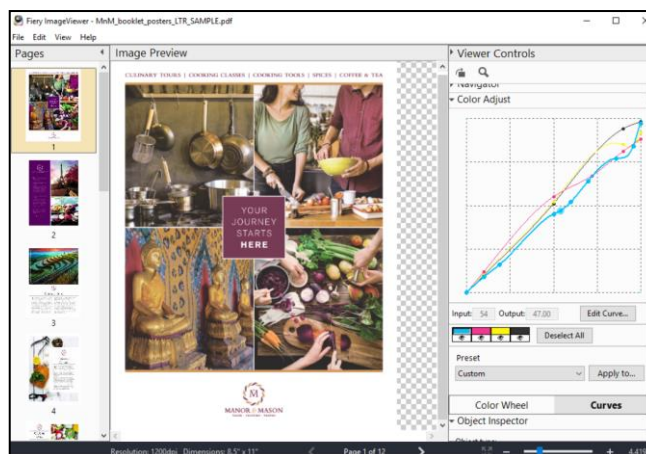 Fiery ImageViewer - MnM_booklet_posters_LTR_SAMPLE.pdf
File Edit View Help
Pages
1
2
3
4
Image Preview
CULINARY TOURS | COOKING CLASSES | COOKING TOOLS | SPICES | COFFEE & TEA
YOUR
JOURNEY
STARTS
HERE
M
MANOR & MASON
Viewer Controls
Navigator
Color Adjust
Input: 54 Output: 47.00 Edit Curve...
Deselect All
Preset
Custom Apply to...
Color Wheel Curves
Object Inspector
Resolution: 1200dpi Dimensions: 8.5" x 11" Page 1 of 12 4.419